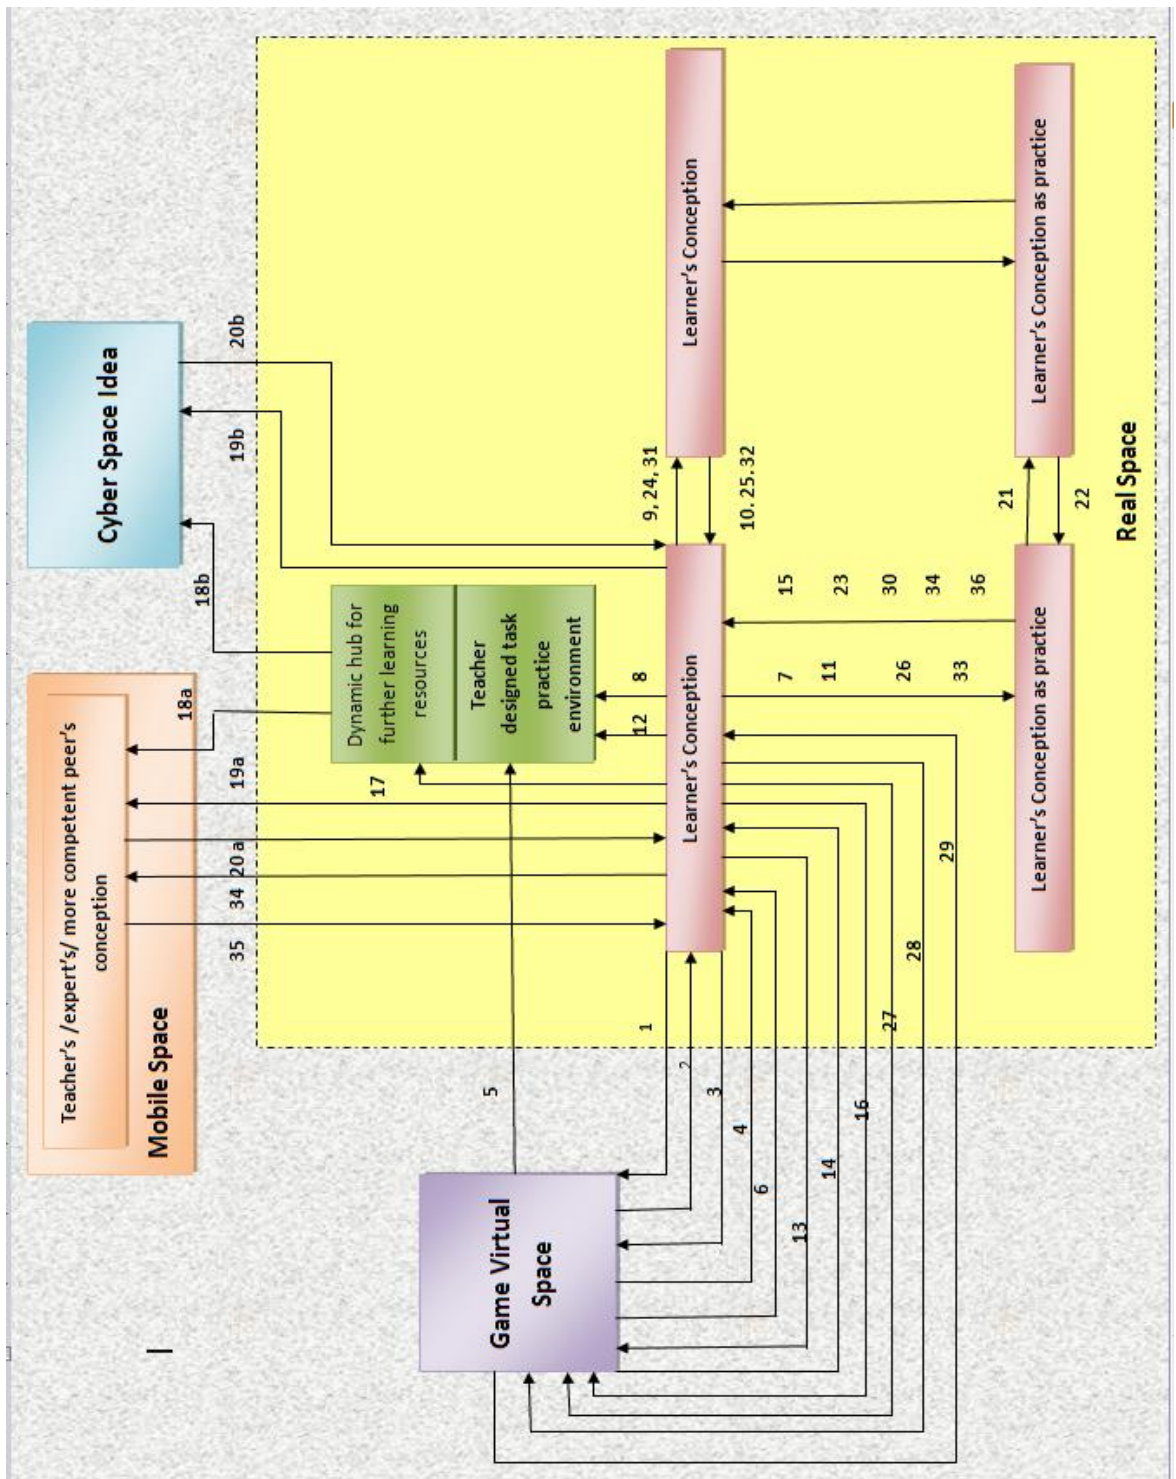 Teacher's /expert's/ more competent peer's
conception
Mobile Space
Cyber Space Idea
18a
18b
19a
20a
34
35
19b
20b
Dynamic hub for
further learning
resources
Teacher
designed task
practice
environment
17
5
Game Virtual
Space
12
8
Learner's Conception
9, 24, 31
10. 25. 32
Learner's Conception
1
2
3
4
6
13
14
16
27
28
29
7
11
26
33
15
23
30
34
36
Learner's Conception as practice
21
22
Learner's Conception as practice
Real Space